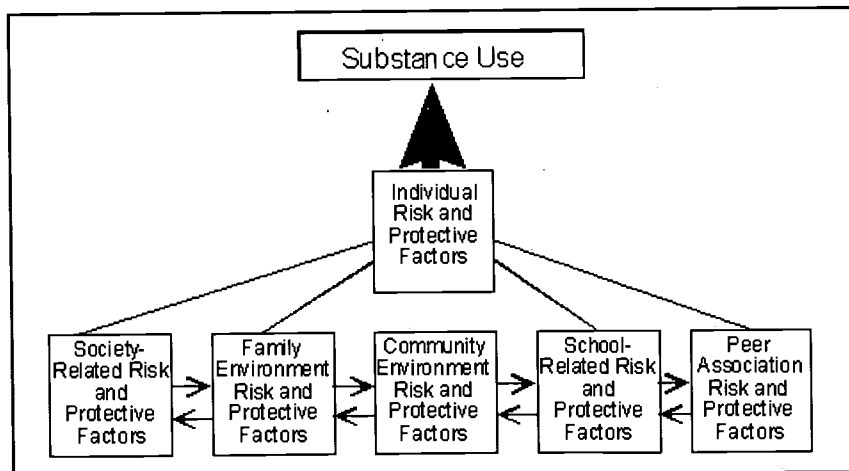 Substance Use
Individual
Risk and
Protective
Factors
Society-
Related Risk
and
Protective
Factors
Family
Environment
Risk and
Protective
Factors
Community
Environment
Risk and
Protective
Factors
School-
Related Risk
and
Protective
Factors
Peer
Association
Risk and
Protective
Factors